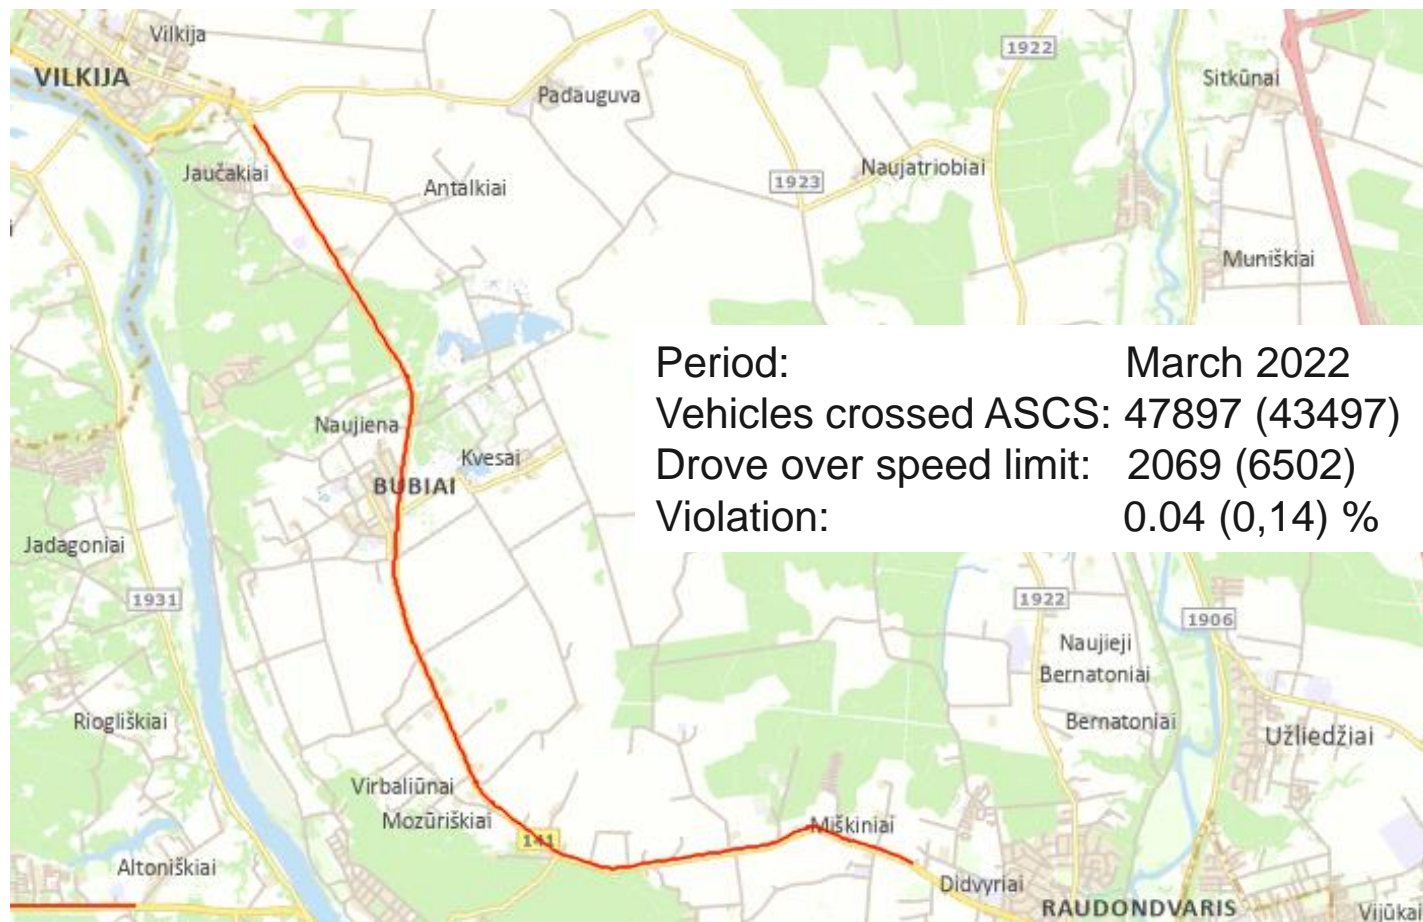 Vilkija
VILKIJA
1922
Sitkūnai
Padauguva
Jaučakiai
Antalkiai
1923
Naujatriobiai
Muniškiai
Period: March 2022
Vehicles crossed ASCS: 47897 (43497)
Drove over speed limit: 2069 (6502)
Violation: 0.04 (0,14) %
Naujiena
Kvesai
BUBIAI
Jadagoniai
1931
1922
1906
Naujieji
Bernatoniai
Bernatoniai
Užliedžiai
Riogliškiai
Virbaliūnai
Mozūriškiai
141
Miškiniai
Altoniškiai
Didvyriai
RAUDONDVARIS
Vijūkai